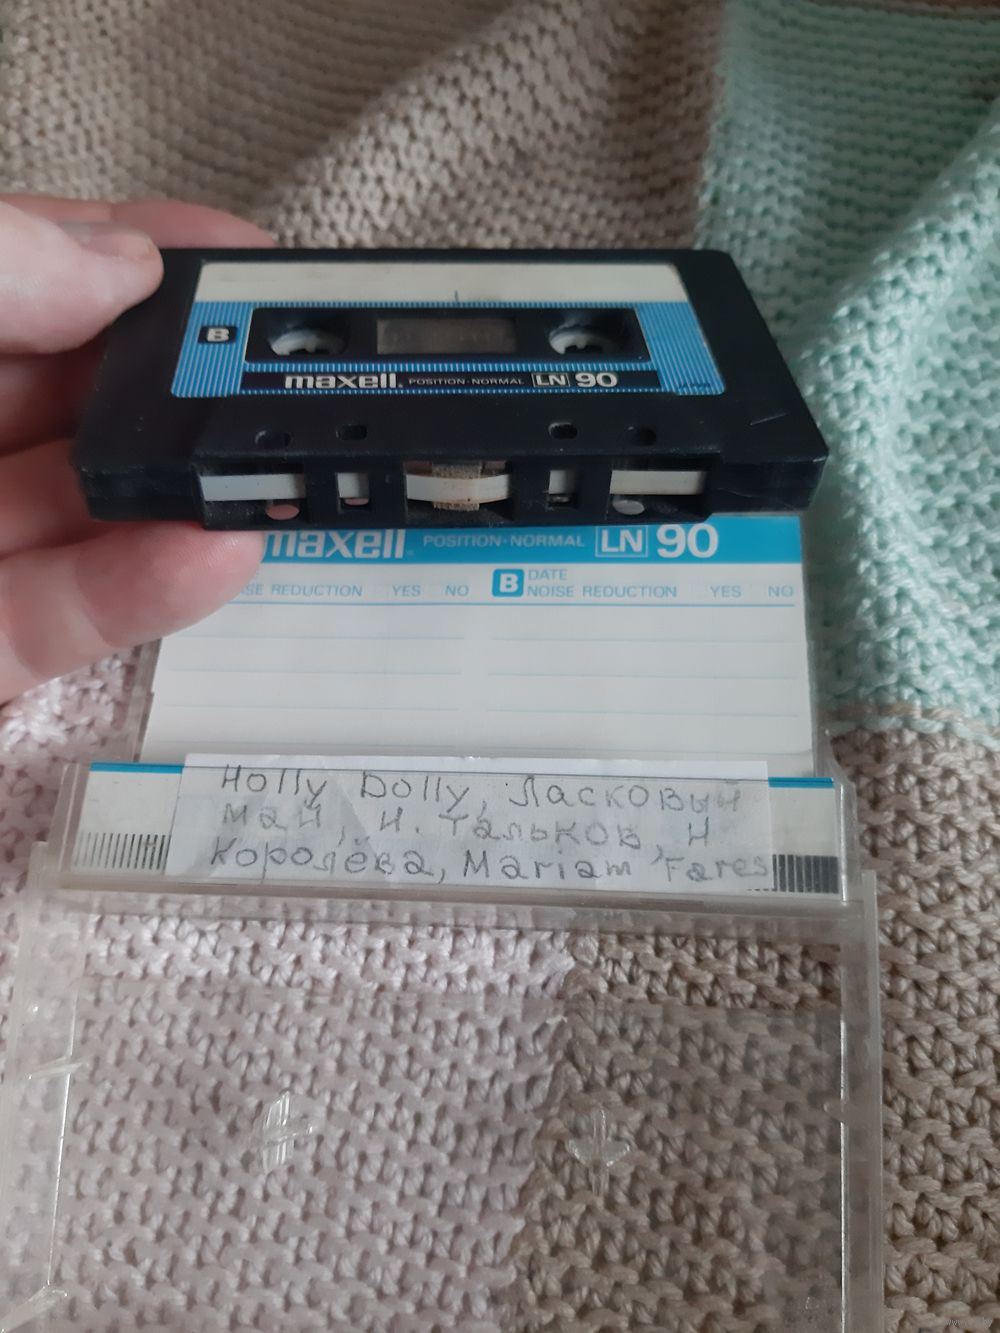 B
maxell. POSITION-NORMAL LN 90
maxell POSITION-NORMAL LN 90
B DATE
REDUCTION YES NO NOISE REDUCTION YES NO
Holly Dolly, Ласковый
май, И. Тальков, Н
Королёва, Mariam Fares